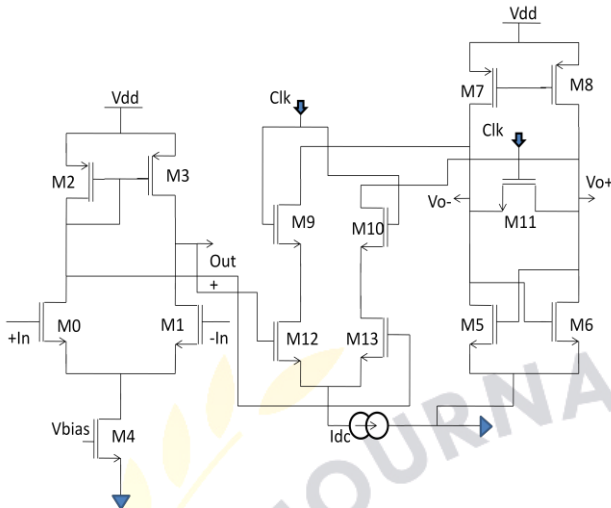 Vdd
Vdd
M7
M8
Clk
Clk
M2
M3
M9
M10
Vo-
Vo+
M11
Out
+
M0
M1
+In
-In
M12
M13
M5
M6
Vbias
M4
Idc
JOURNA